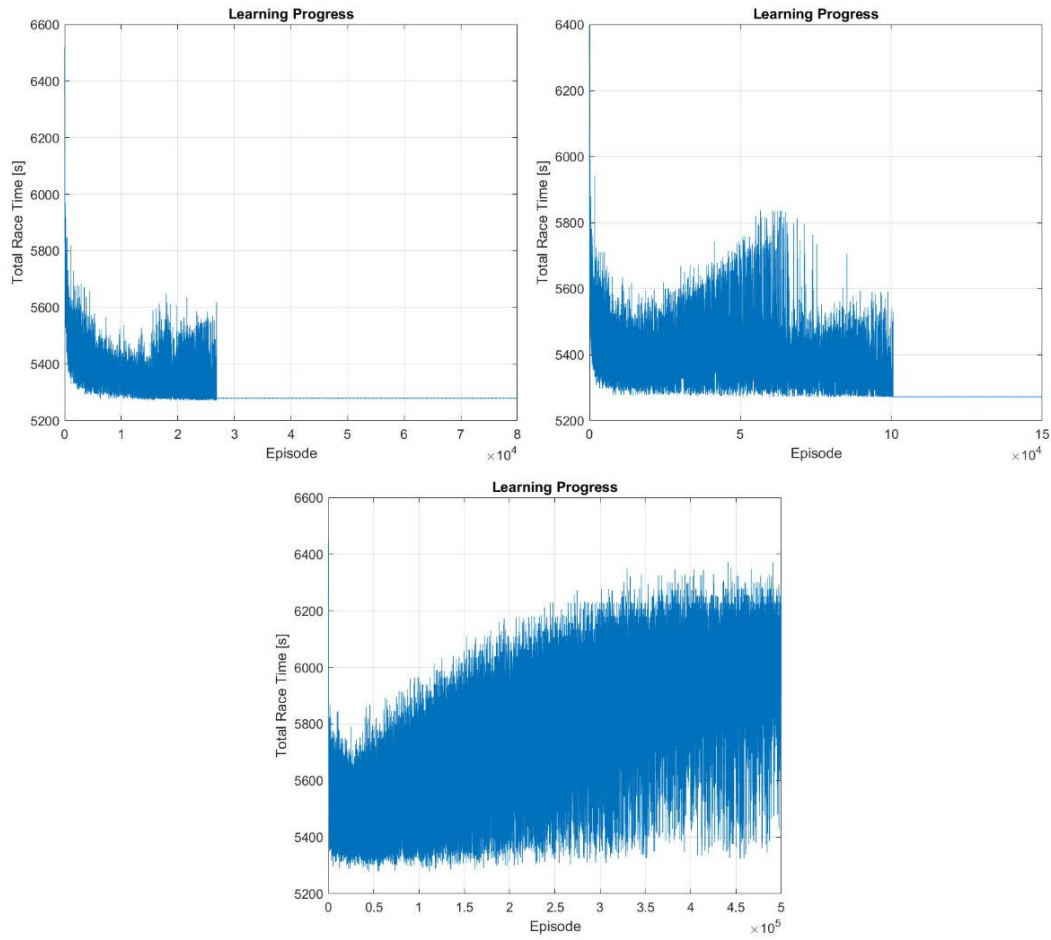 Learning Progress
6600
6400
6200
6000
5800
5600
5400
5200
Total Race Time [s]
0 1 2 3 4 5 6 7 8
Episode
×10^4
Learning Progress
6400
6200
6000
5800
5600
5400
5200
Total Race Time [s]
0 5 10 15
Episode
×10^4
Learning Progress
6600
6400
6200
6000
5800
5600
5400
5200
Total Race Time [s]
0 0.5 1 1.5 2 2.5 3 3.5 4 4.5 5
Episode
×10^5